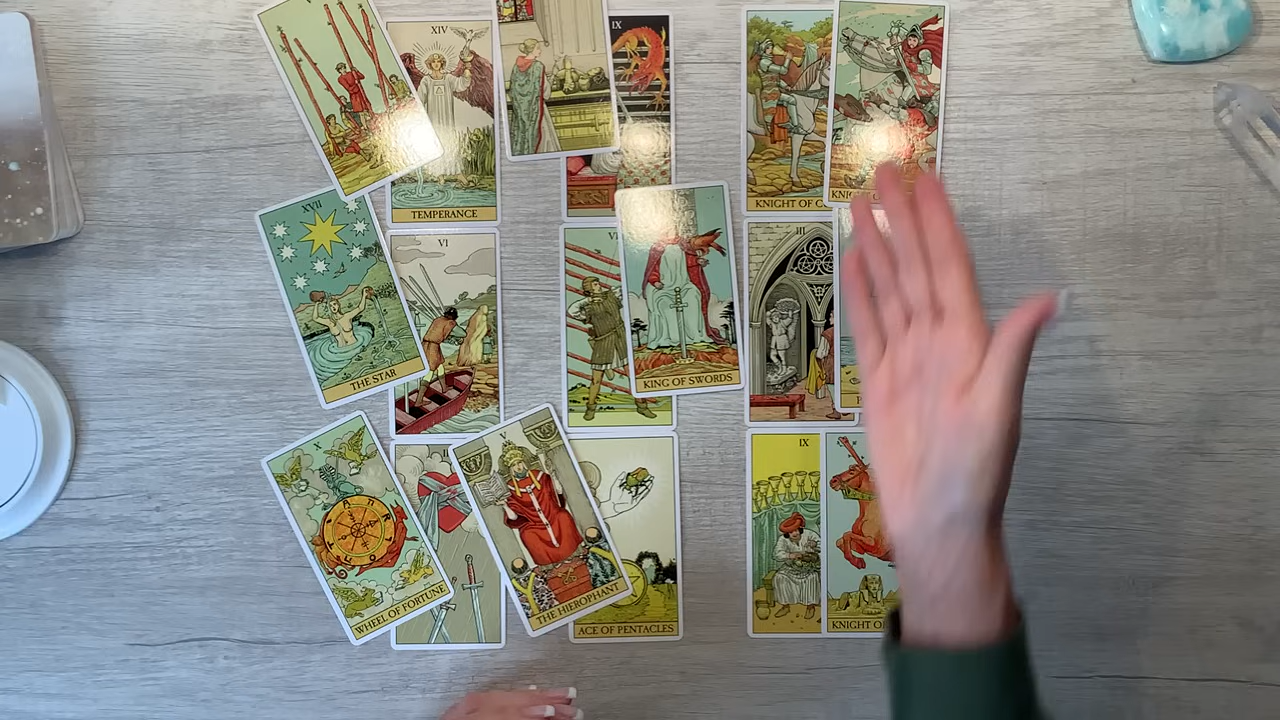 XIV
TEMPERANCE
IX
KNIGHT OF
XVII
THE STAR
VI
KING OF SWORDS
III
X
WHEEL OF FORTUNE
THE HIEROPHANT
ACE OF PENTACLES
IX
KNIGHT